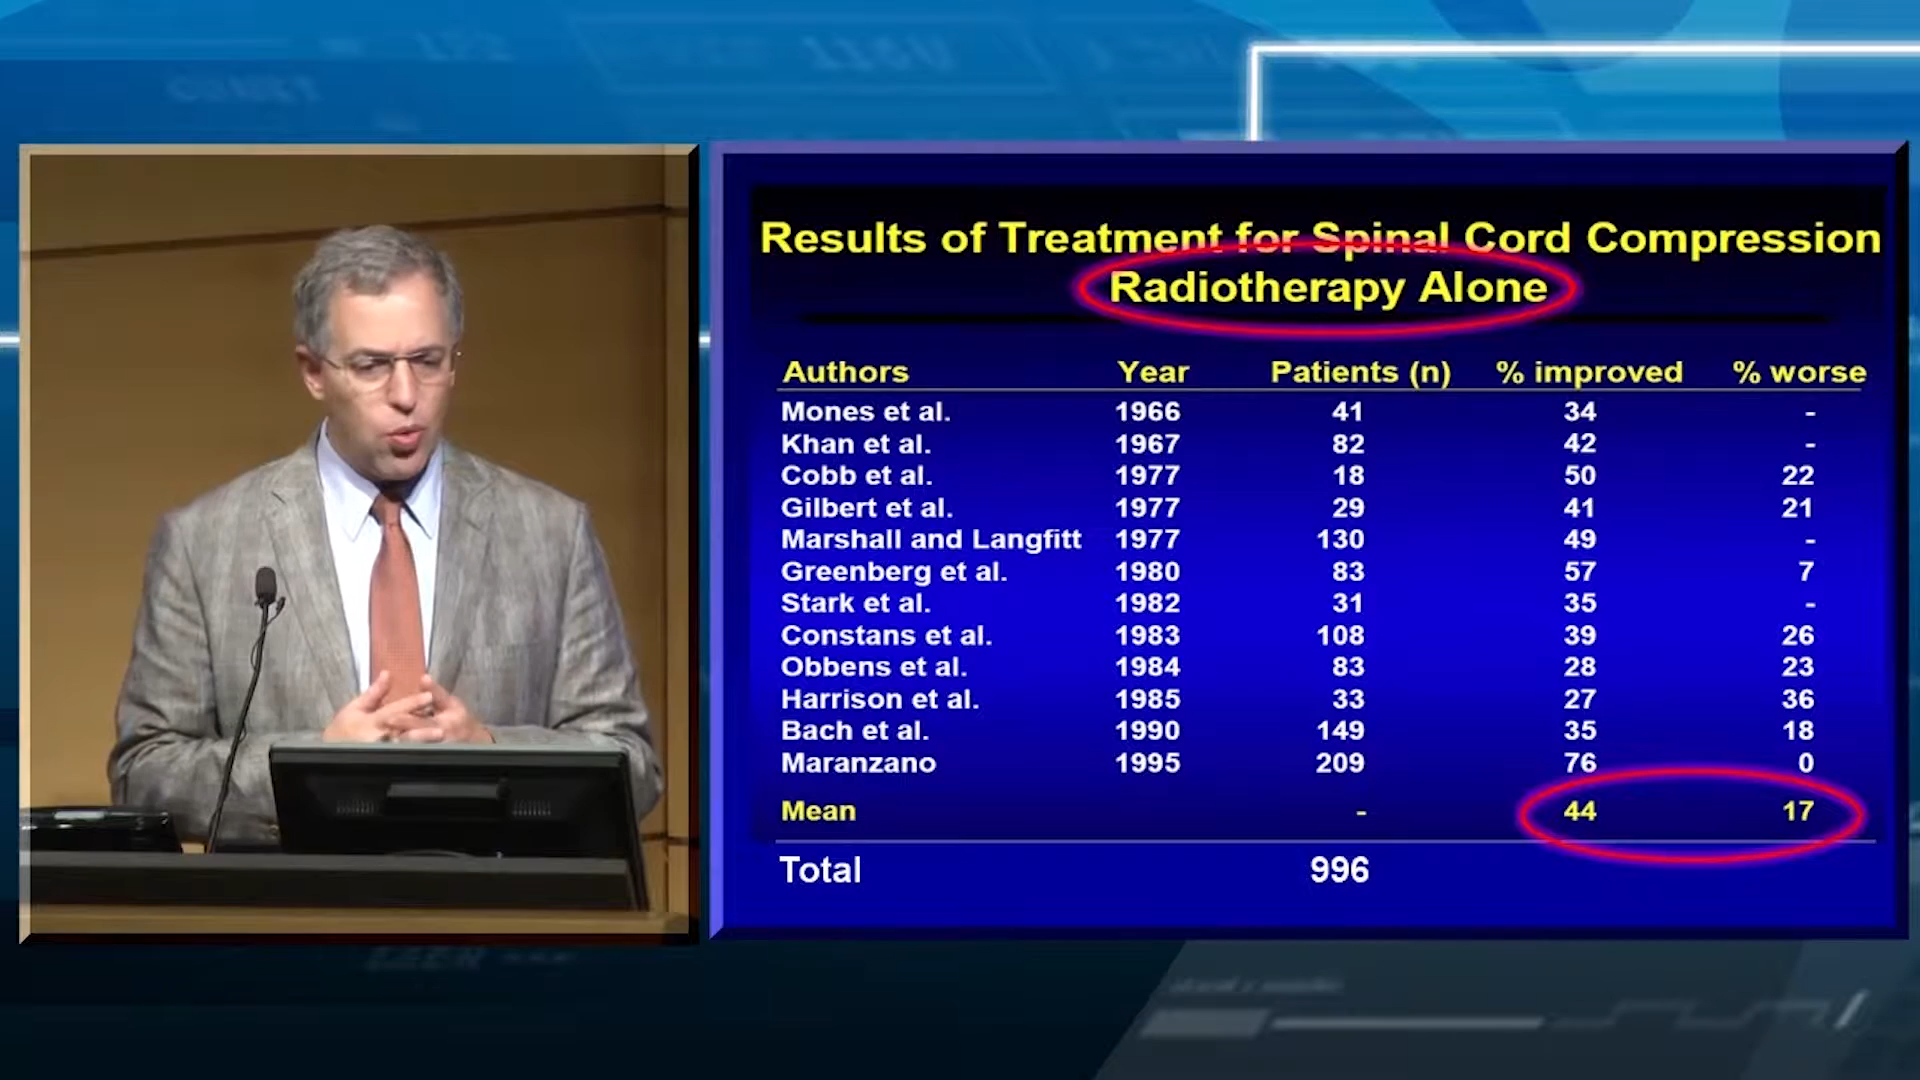 Results of Treatment for Spinal Cord Compression
Radiotherapy Alone
Authors Year Patients (n) % improved % worse
Mones et al. 1966 41 34 -
Khan et al. 1967 82 42 -
Cobb et al. 1977 18 50 22
Gilbert et al. 1977 29 41 21
Marshall and Langfitt 1977 130 49 -
Greenberg et al. 1980 83 57 7
Stark et al. 1982 31 35 -
Constans et al. 1983 108 39 26
Obbens et al. 1984 83 28 23
Harrison et al. 1985 33 27 36
Bach et al. 1990 149 35 18
Maranzano 1995 209 76 0
Mean - 44 17
Total 996